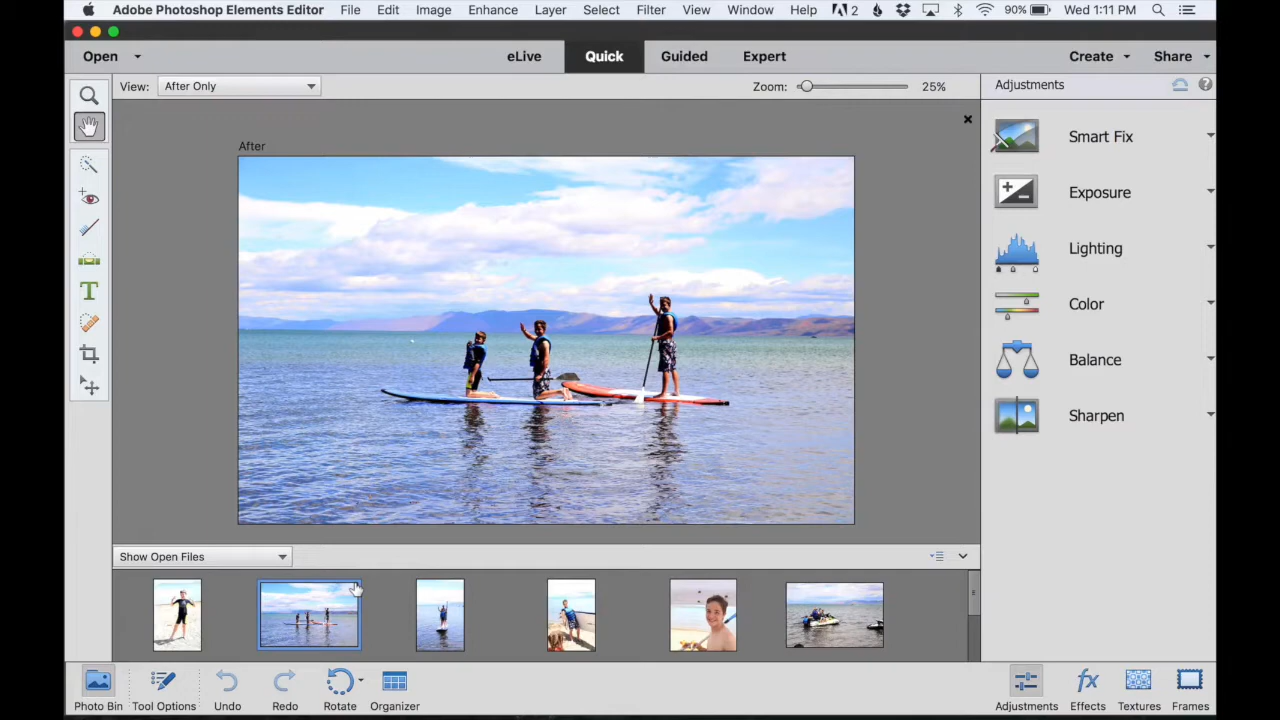 Adobe Photoshop Elements Editor File Edit Image Enhance Layer Select Filter View Window Help 2 90% Wed 1:11 PM
Open eLive Quick Guided Expert Create Share
View: After Only Zoom: 25% Adjustments
After
Smart Fix
Exposure
Lighting
Color
Balance
Sharpen
T
Show Open Files
Photo Bin Tool Options Undo Redo Rotate Organizer Adjustments fx Effects Textures Frames